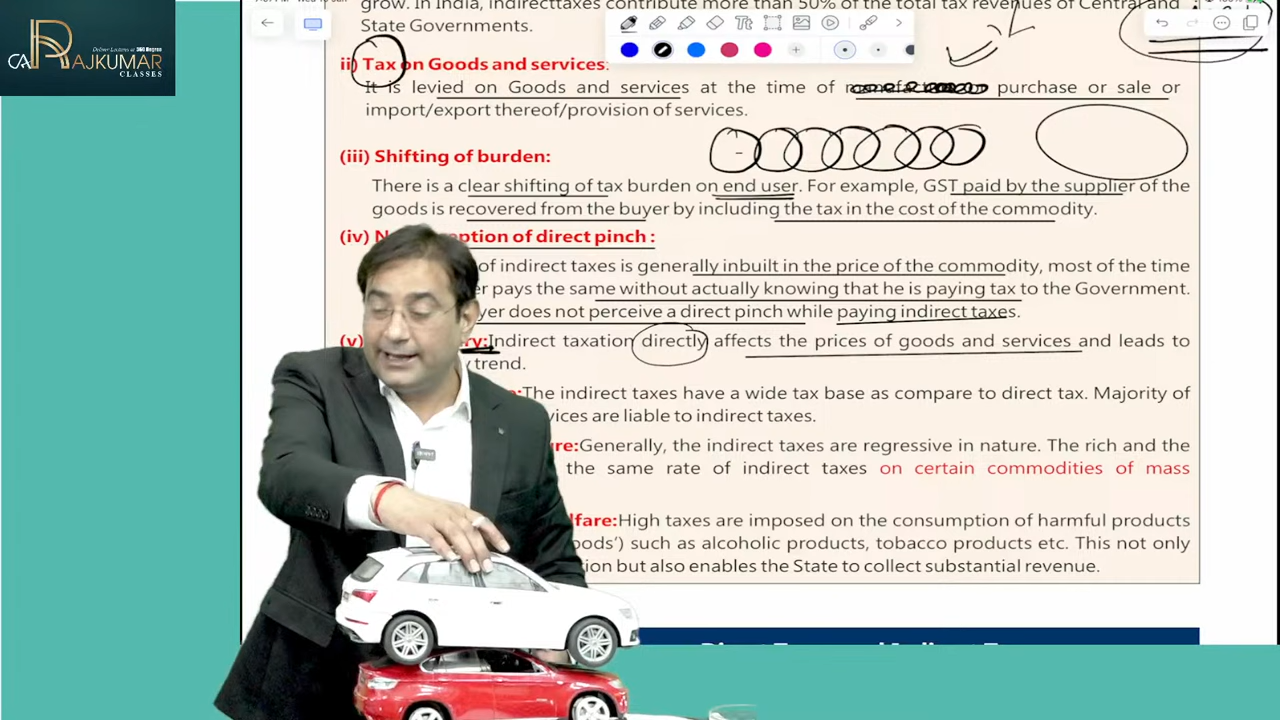 grow. In India, indirecttaxes contribute more than 50% of the total tax revenues of Central and
State Governments.
Deliver Lectures at 360 Degree
CA RAJKUMAR
CLASSES
ii) Tax on Goods and services:
It is levied on Goods and services at the time of purchase or sale or
import/export thereof/provision of services.
(iii) Shifting of burden:
There is a clear shifting of tax burden on end user. For example, GST paid by the supplier of the
goods is recovered from the buyer by including the tax in the cost of the commodity.
(iv) ption of direct pinch :
of indirect taxes is generally inbuilt in the price of the commodity, most of the time
er pays the same without actually knowing that he is paying tax to the Government.
yer does not perceive a direct pinch while paying indirect taxes.
(v) ry:Indirect taxation directly affects the prices of goods and services and leads to
y trend.
:The indirect taxes have a wide tax base as compare to direct tax. Majority of
vices are liable to indirect taxes.
re:Generally, the indirect taxes are regressive in nature. The rich and the
the same rate of indirect taxes on certain commodities of mass
lfare:High taxes are imposed on the consumption of harmful products
oods') such as alcoholic products, tobacco products etc. This not only
tion but also enables the State to collect substantial revenue.